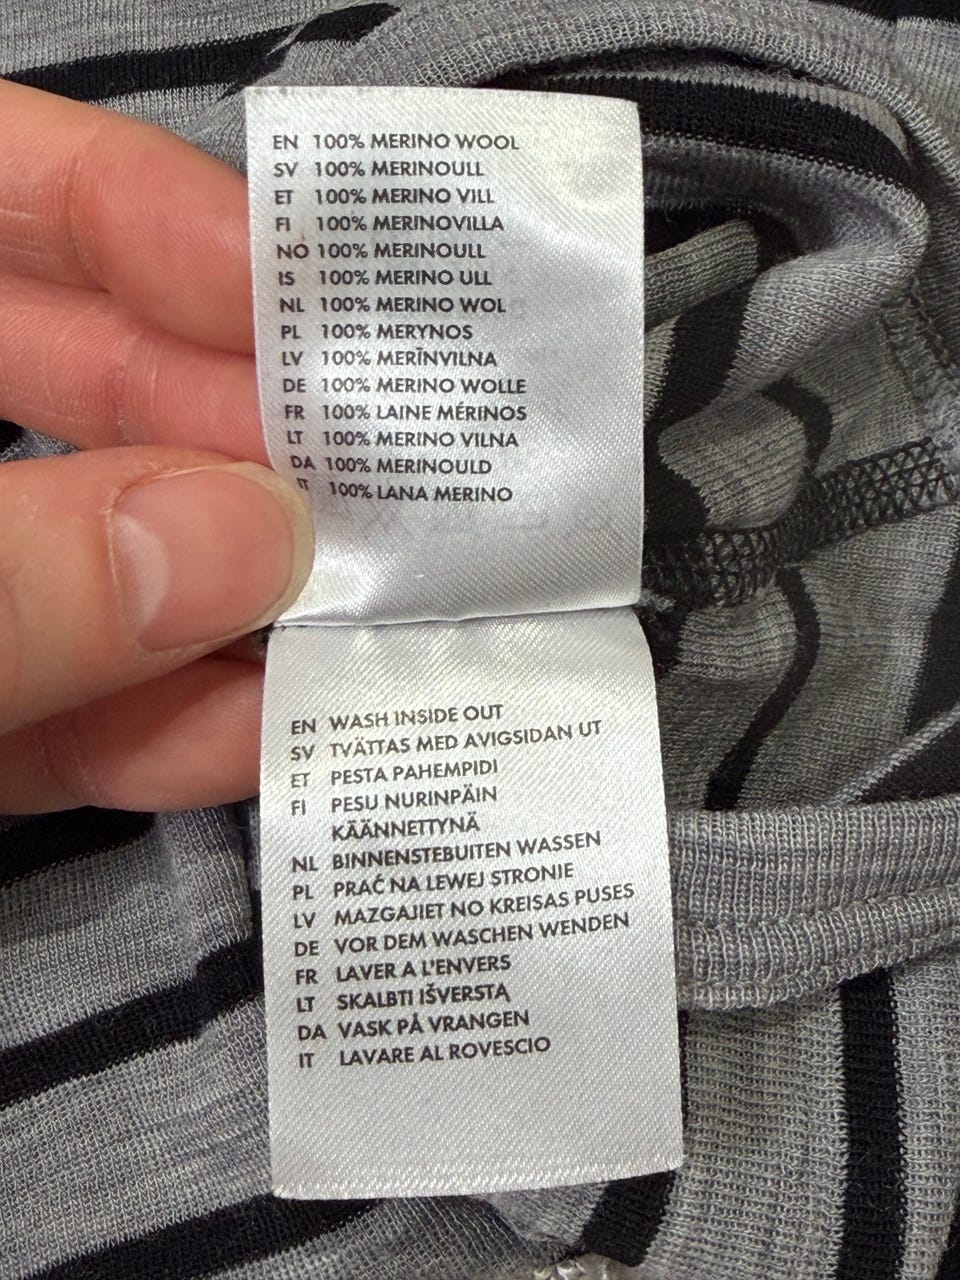 EN 100% MERINO WOOL
SV 100% MERINOULL
ET 100% MERINO VILL
FI 100% MERINOVILLA
NO 100% MERINOULL
IS 100% MERINO ULL
NL 100% MERINO WOL
PL 100% MERYNOS
LV 100% MERĪNVILNA
DE 100% MERINO WOLLE
FR 100% LAINE MÉRINOS
LT 100% MERINO VILNA
DA 100% MERINOULD
IT 100% LANA MERINO
EN WASH INSIDE OUT
SV TVÄTTAS MED AVIGSIDAN UT
ET PESTA PAHEMPIDI
FI PESU NURINPÄIN
KÄÄNNETTYNÄ
NL BINNENSTEBUITEN WASSEN
PL PRAĆ NA LEWEJ STRONIE
LV MAZGAJIET NO KREISAS PUSES
DE VOR DEM WASCHEN WENDEN
FR LAVER A L'ENVERS
LT SKALBTI IŠVERSTĄ
DA VASK PÅ VRANGEN
IT LAVARE AL ROVESCIO